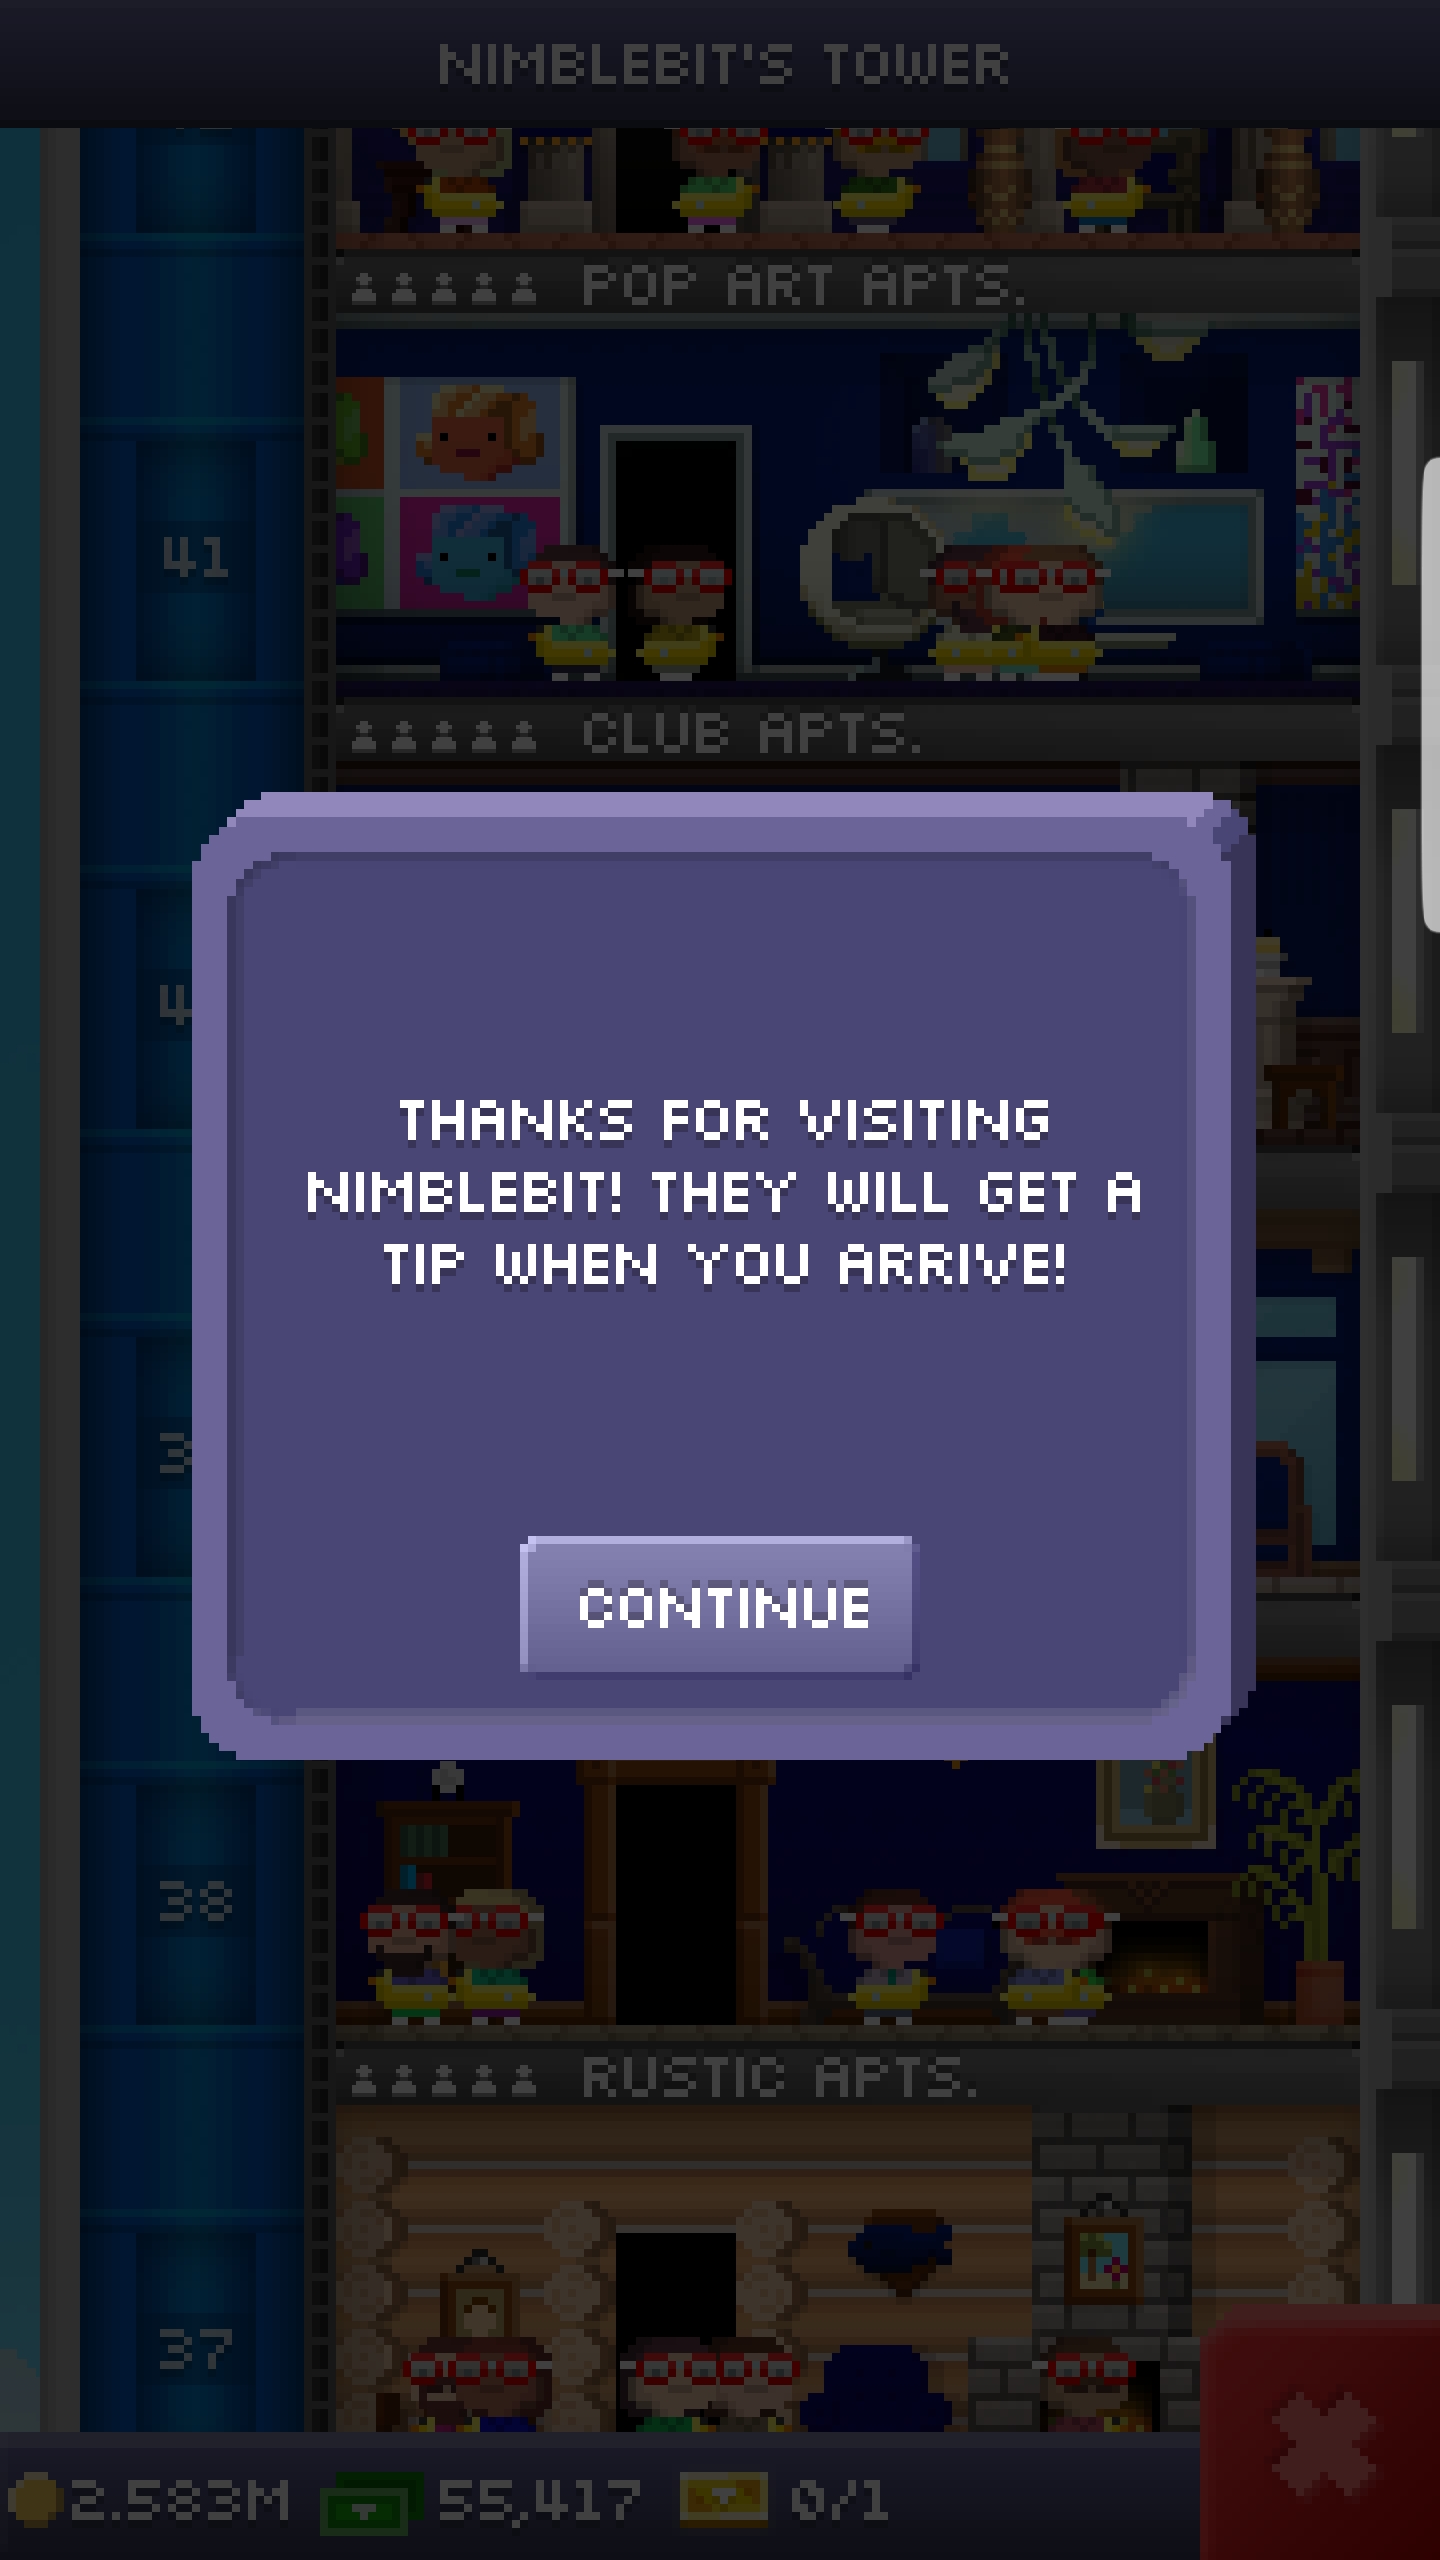 NIMBLEBIT'S TOWER
POP ART APTS.
41
CLUB APTS.
THANKS FOR VISITING
NIMBLEBIT! THEY WILL GET A
TIP WHEN YOU ARRIVE!
CONTINUE
38
RUSTIC APTS.
37
2.583M 55,417 0/1